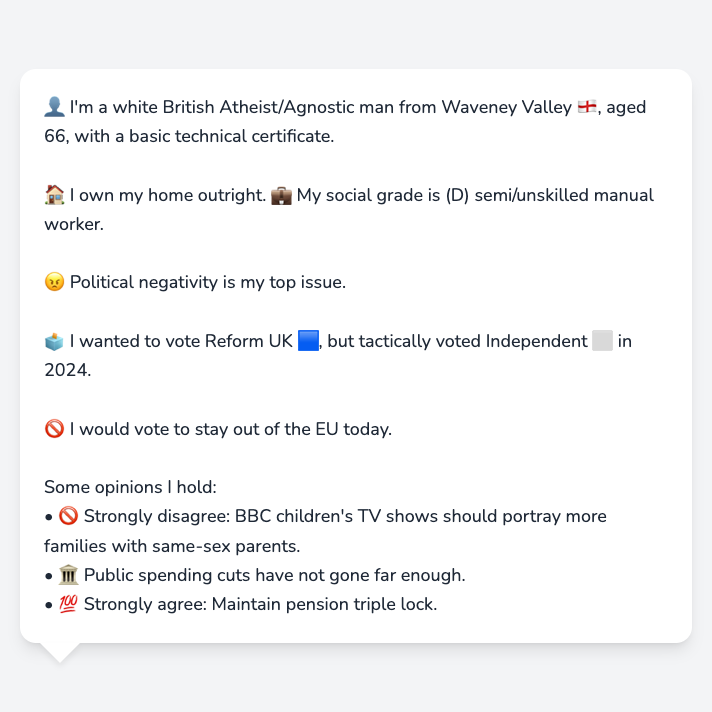 👤 I'm a white British Atheist/Agnostic man from Waveney Valley 🏴󠁧󠁢󠁥󠁮󠁧󠁿, aged
66, with a basic technical certificate.
🏠 I own my home outright. 💼 My social grade is (D) semi/unskilled manual
worker.
😠 Political negativity is my top issue.
🗳️ I wanted to vote Reform UK 🟦, but tactically voted Independent ⬜ in
2024.
🚫 I would vote to stay out of the EU today.
Some opinions I hold:
• 🚫 Strongly disagree: BBC children's TV shows should portray more
families with same-sex parents.
• 🏛️ Public spending cuts have not gone far enough.
• 💯 Strongly agree: Maintain pension triple lock.